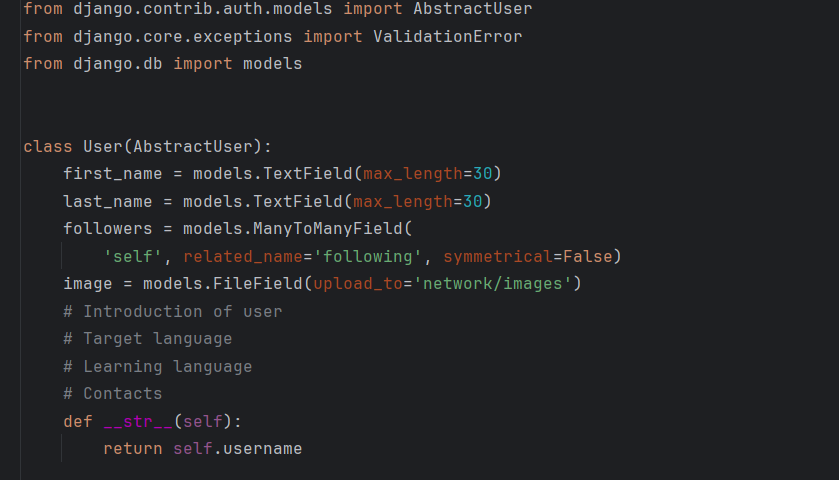 from django.contrib.auth.models import AbstractUser
from django.core.exceptions import ValidationError
from django.db import models
class User(AbstractUser):
    first_name = models.TextField(max_length=30)
    last_name = models.TextField(max_length=30)
    followers = models.ManyToManyField(
        'self', related_name='following', symmetrical=False)
    image = models.FileField(upload_to='network/images')
    # Introduction of user
    # Target language
    # Learning language
    # Contacts
    def __str__(self):
        return self.username